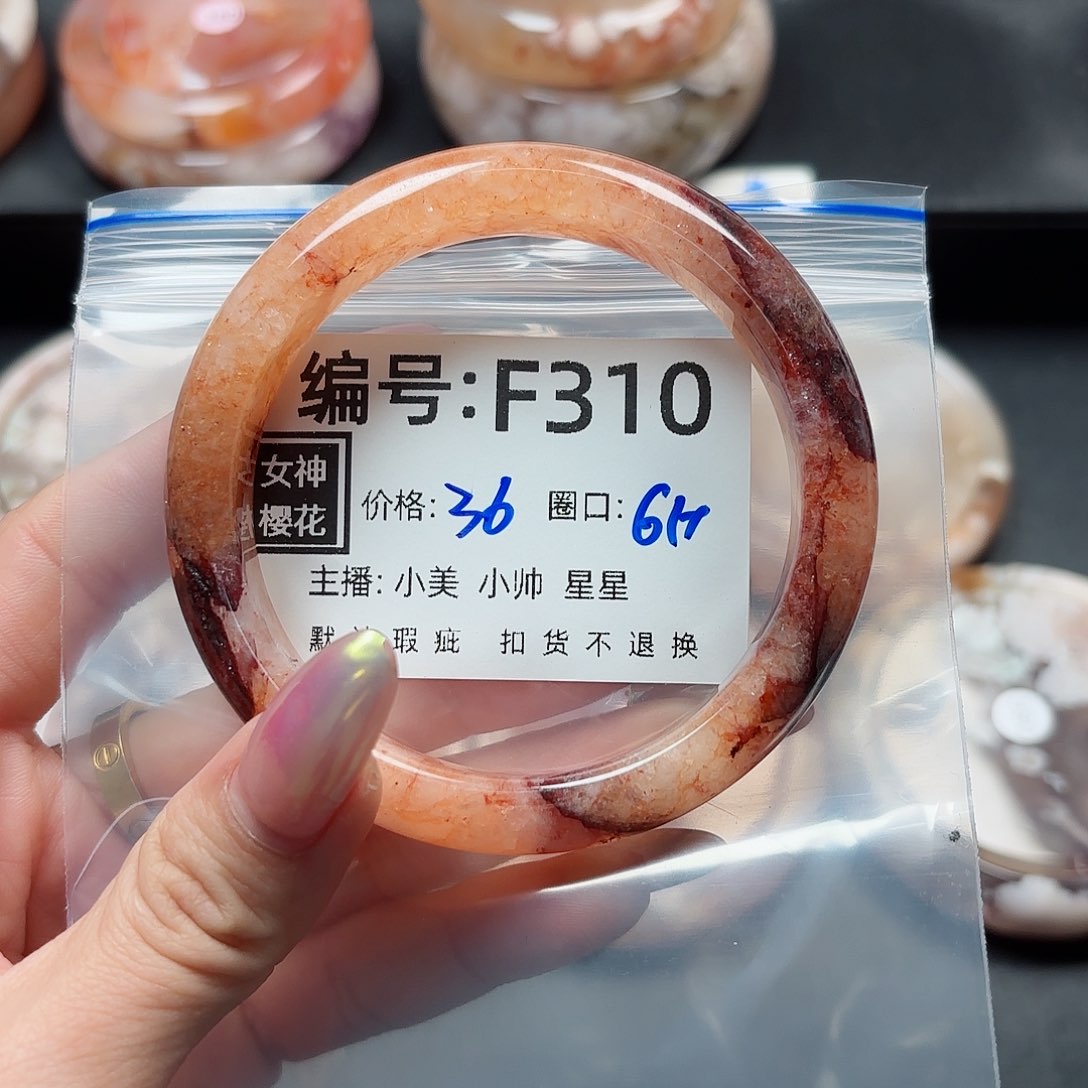 编号:F310
女神
樱花
价格:36 圈口:
主播: 小美 小帅 星星
默 瑕 疵 扣 货 不 退 换